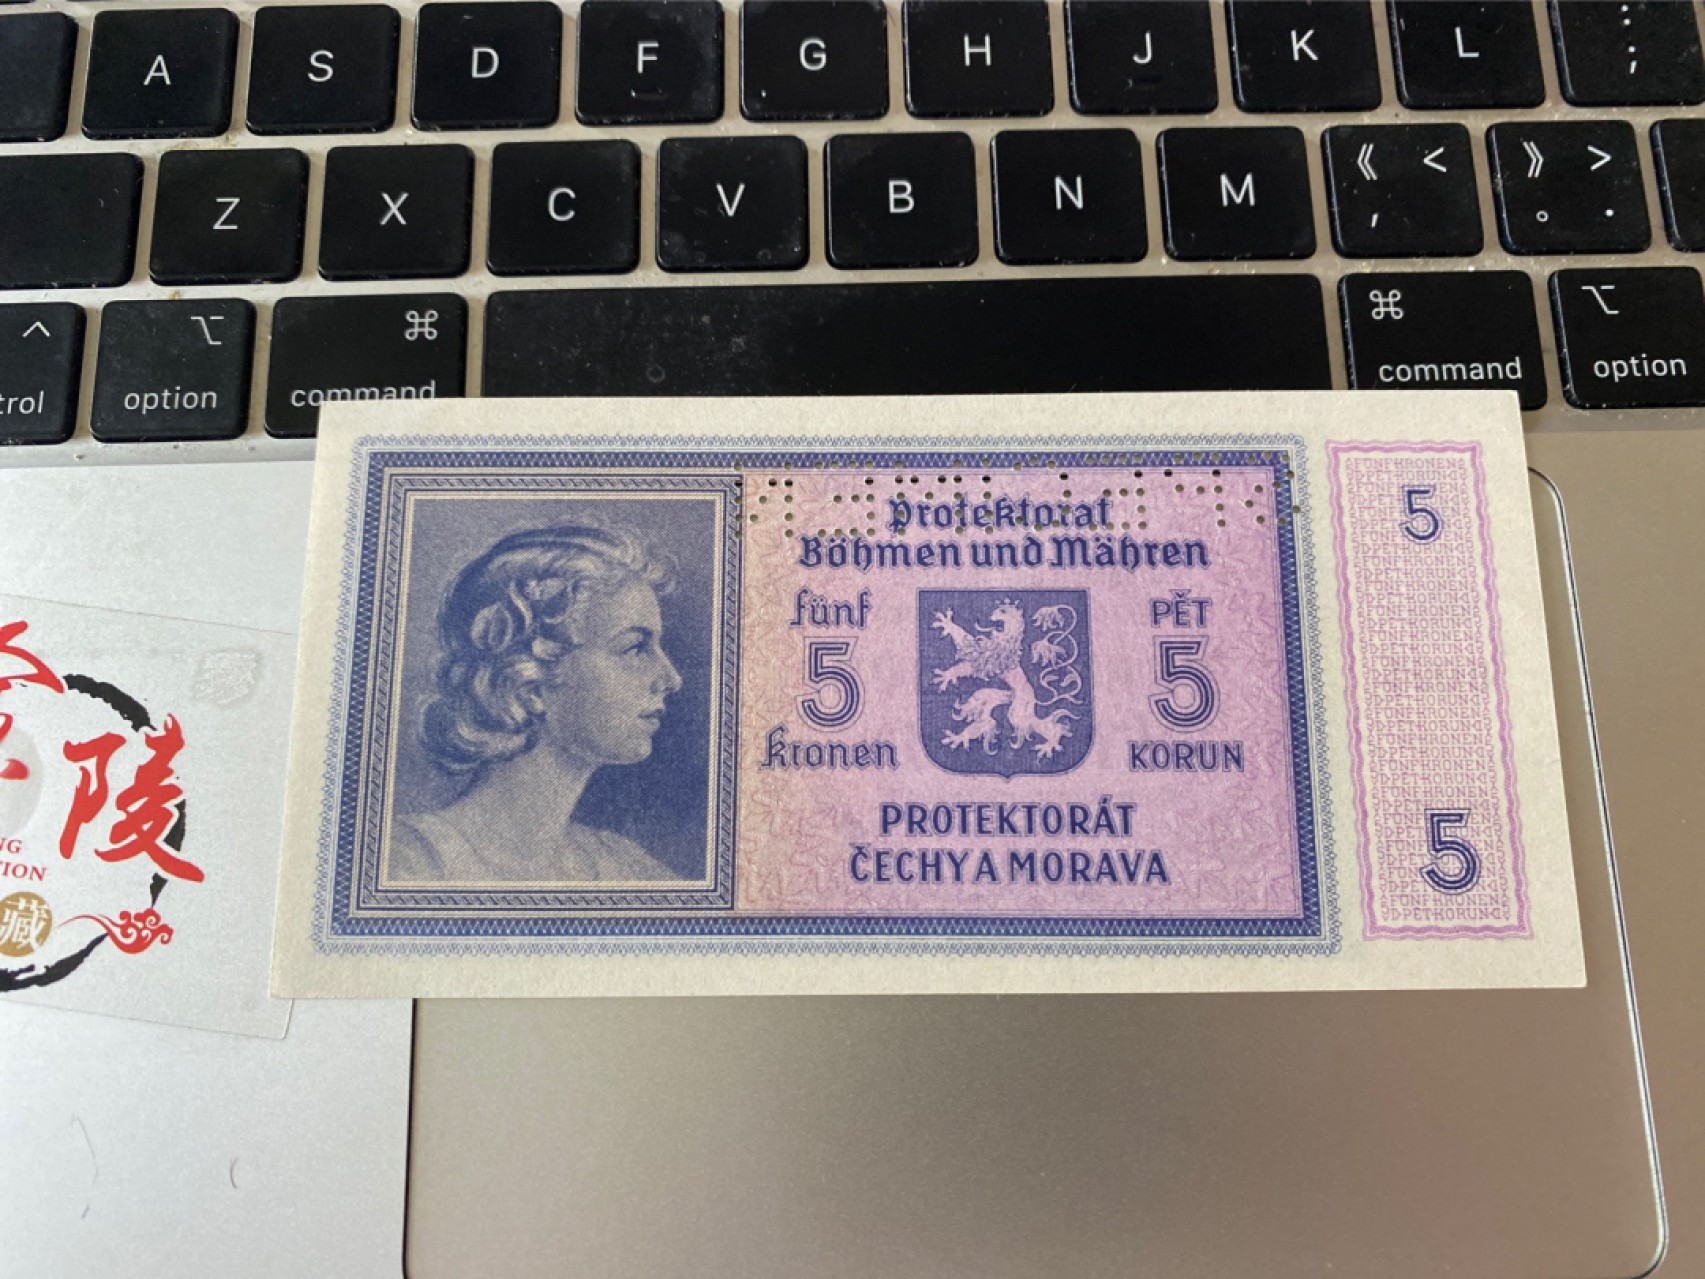 A S D F G H J K L ;
Z X C V B N M 《 < , 》 > 。 .
option
command
command
option
Protektorat
Böhmen und Mähren
fünf
5
Kronen
PĚT
5
KORUN
PROTEKTORÁT
ČECHY A MORAVA
5
5
陵
藏